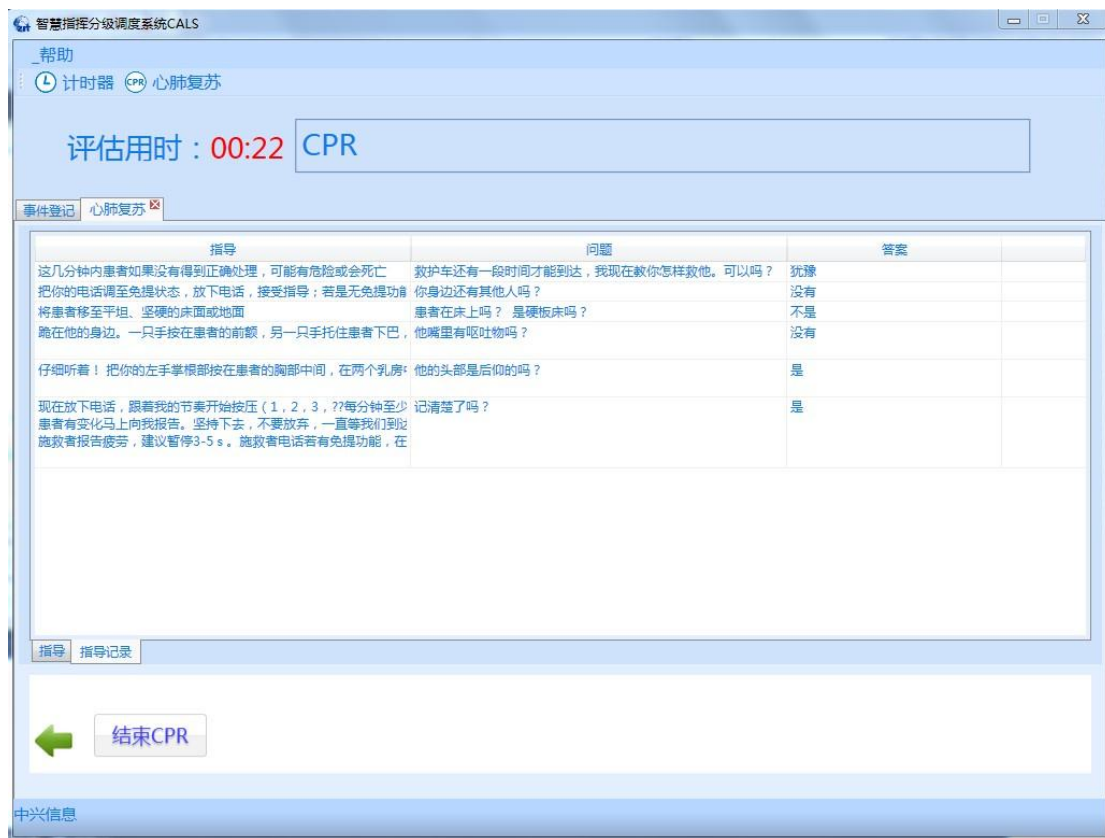 智慧指挥分级调度系统CALS
_帮助
计时器 CPR 心肺复苏
评估用时：00:22 CPR
事件登记 心肺复苏
指导 问题 答案
这几分钟内患者如果没有得到正确处理，可能有危险或会死亡 救护车还有一段时间才能到达，我现在教你怎样救他。可以吗？ 犹豫
把你的电话调至免提状态，放下电话，接受指导；若是无免提功能 你身边还有其他人吗？ 没有
将患者移至平坦、坚硬的床面或地面 患者在床上吗？ 是硬板床吗？ 不是
跪在他的身边。一只手按在患者的前额，另一只手托住患者下巴， 他嘴里有呕吐物吗？ 没有
仔细听着！ 把你的左手掌根部按在患者的胸部中间，在两个乳房 他的头部是后仰的吗？ 是
现在放下电话，跟着我的节奏开始按压（1，2，3，??每分钟至少 记清楚了吗？ 是
患者有变化马上向我报告。坚持下去，不要放弃，一直等我们到达
施救者报告疲劳，建议暂停3-5 s。施救者电话若有免提功能，在
指导 指导记录
结束CPR
中兴信息